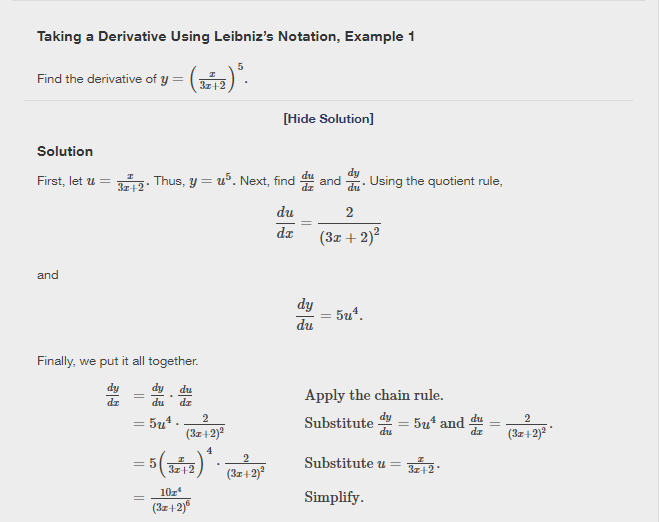 Taking a Derivative Using Leibniz's Notation, Example 1
Find the derivative of y = (x/(3x+2))^5.
[Hide Solution]
Solution
First, let u = x/(3x+2). Thus, y = u^5. Next, find du/dx and dy/du. Using the quotient rule,
du/dx = 2/(3x + 2)^2
and
dy/du = 5u^4.
Finally, we put it all together.
dy/dx = dy/du · du/dx Apply the chain rule.
= 5u^4 · 2/(3x+2)^2 Substitute dy/du = 5u^4 and du/dx = 2/(3x+2)^2.
= 5(x/(3x+2))^4 · 2/(3x+2)^2 Substitute u = x/(3x+2).
= 10x^4/(3x+2)^6 Simplify.